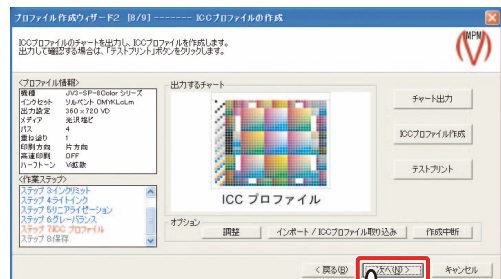 プロファイル作成ウィザード2 [8/9] ------- ICCプロファイルの作成
ICCプロファイルのチャートを出力し、ICCプロファイルを作成します。
出力して確認する場合は、「テストプリント」ボタンをクリックします。
MPM
<プロファイル情報>
機種 JV3-SP-8Color シリーズ
インクセット ソルベント CMYKLcLm
出力設定 360 x 720 VD
メディア 光沢塩ビ
パス 4
重ね塗り 1
印刷方向 片方向
高速印刷 OFF
ハーフトーン V拡散
<作業ステップ>
ステップ 3:インクリミット
ステップ 4:ライトインク
ステップ 5:リニアライゼーション
ステップ 6:グレーバランス
ステップ 7:ICC プロファイル
ステップ 8:保存
出力するチャート
ICC プロファイル
チャート出力
ICCプロファイル作成
テストプリント
オプション
調整
インポート / ICCプロファイル取り込み
作成中断
< 戻る(B)
次へ(N) >
キャンセル